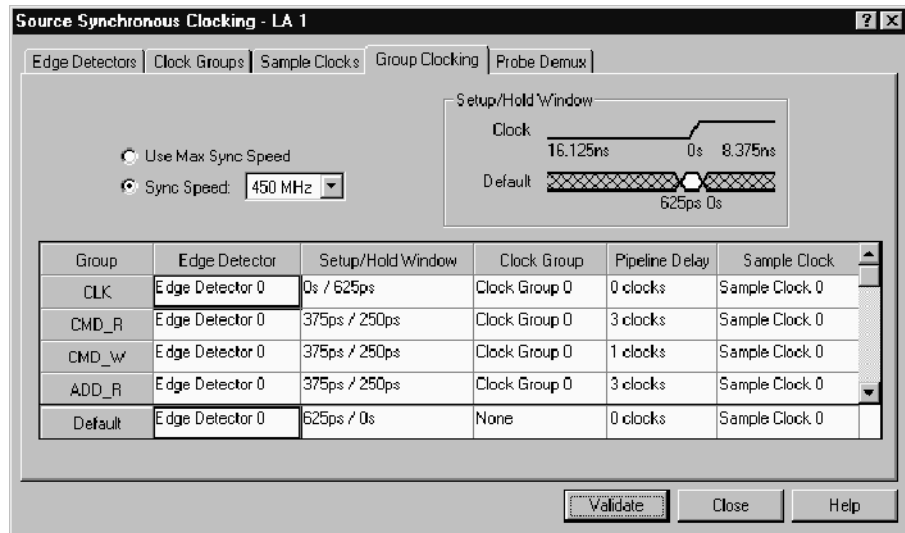 Source Synchronous Clocking - LA 1
Edge Detectors Clock Groups Sample Clocks Group Clocking Probe Demux
Setup/Hold Window
Clock
16.125ns 0s 8.375ns
Default
625ps 0s
Use Max Sync Speed
Sync Speed: 450 MHz
Group Edge Detector Setup/Hold Window Clock Group Pipeline Delay Sample Clock
CLK Edge Detector 0 0s / 625ps Clock Group 0 0 clocks Sample Clock 0
CMD_R Edge Detector 0 375ps / 250ps Clock Group 0 3 clocks Sample Clock 0
CMD_W Edge Detector 0 375ps / 250ps Clock Group 0 1 clocks Sample Clock 0
ADD_R Edge Detector 0 375ps / 250ps Clock Group 0 3 clocks Sample Clock 0
Default Edge Detector 0 625ps / 0s None 0 clocks Sample Clock 0
Validate Close Help